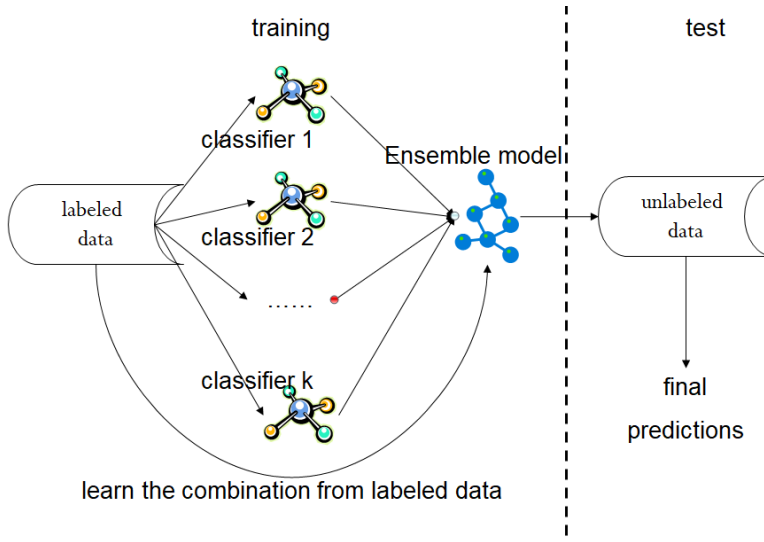 training
test
classifier 1
Ensemble model
labeled
data
unlabeled
data
classifier 2
......
classifier k
final
predictions
learn the combination from labeled data